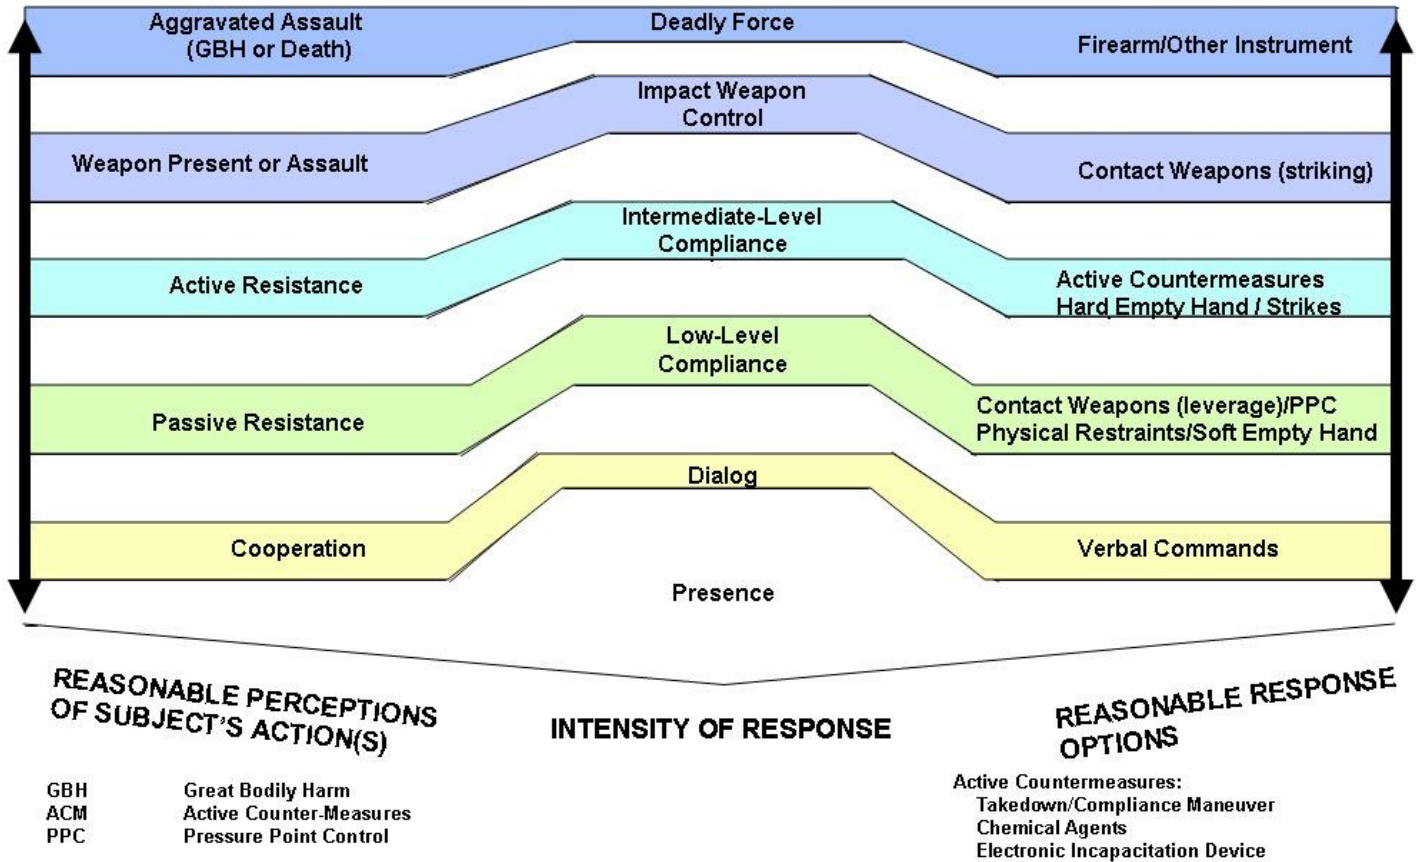 Aggravated Assault
(GBH or Death)
Deadly Force
Firearm/Other Instrument
Impact Weapon
Control
Weapon Present or Assault
Contact Weapons (striking)
Intermediate-Level
Compliance
Active Resistance
Active Countermeasures
Hard Empty Hand / Strikes
Low-Level
Compliance
Passive Resistance
Contact Weapons (leverage)/PPC
Physical Restraints/Soft Empty Hand
Dialog
Cooperation
Verbal Commands
Presence
REASONABLE PERCEPTIONS
OF SUBJECT'S ACTION(S)
INTENSITY OF RESPONSE
REASONABLE RESPONSE
OPTIONS
GBH Great Bodily Harm
ACM Active Counter-Measures
PPC Pressure Point Control
Active Countermeasures:
Takedown/Compliance Maneuver
Chemical Agents
Electronic Incapacitation Device